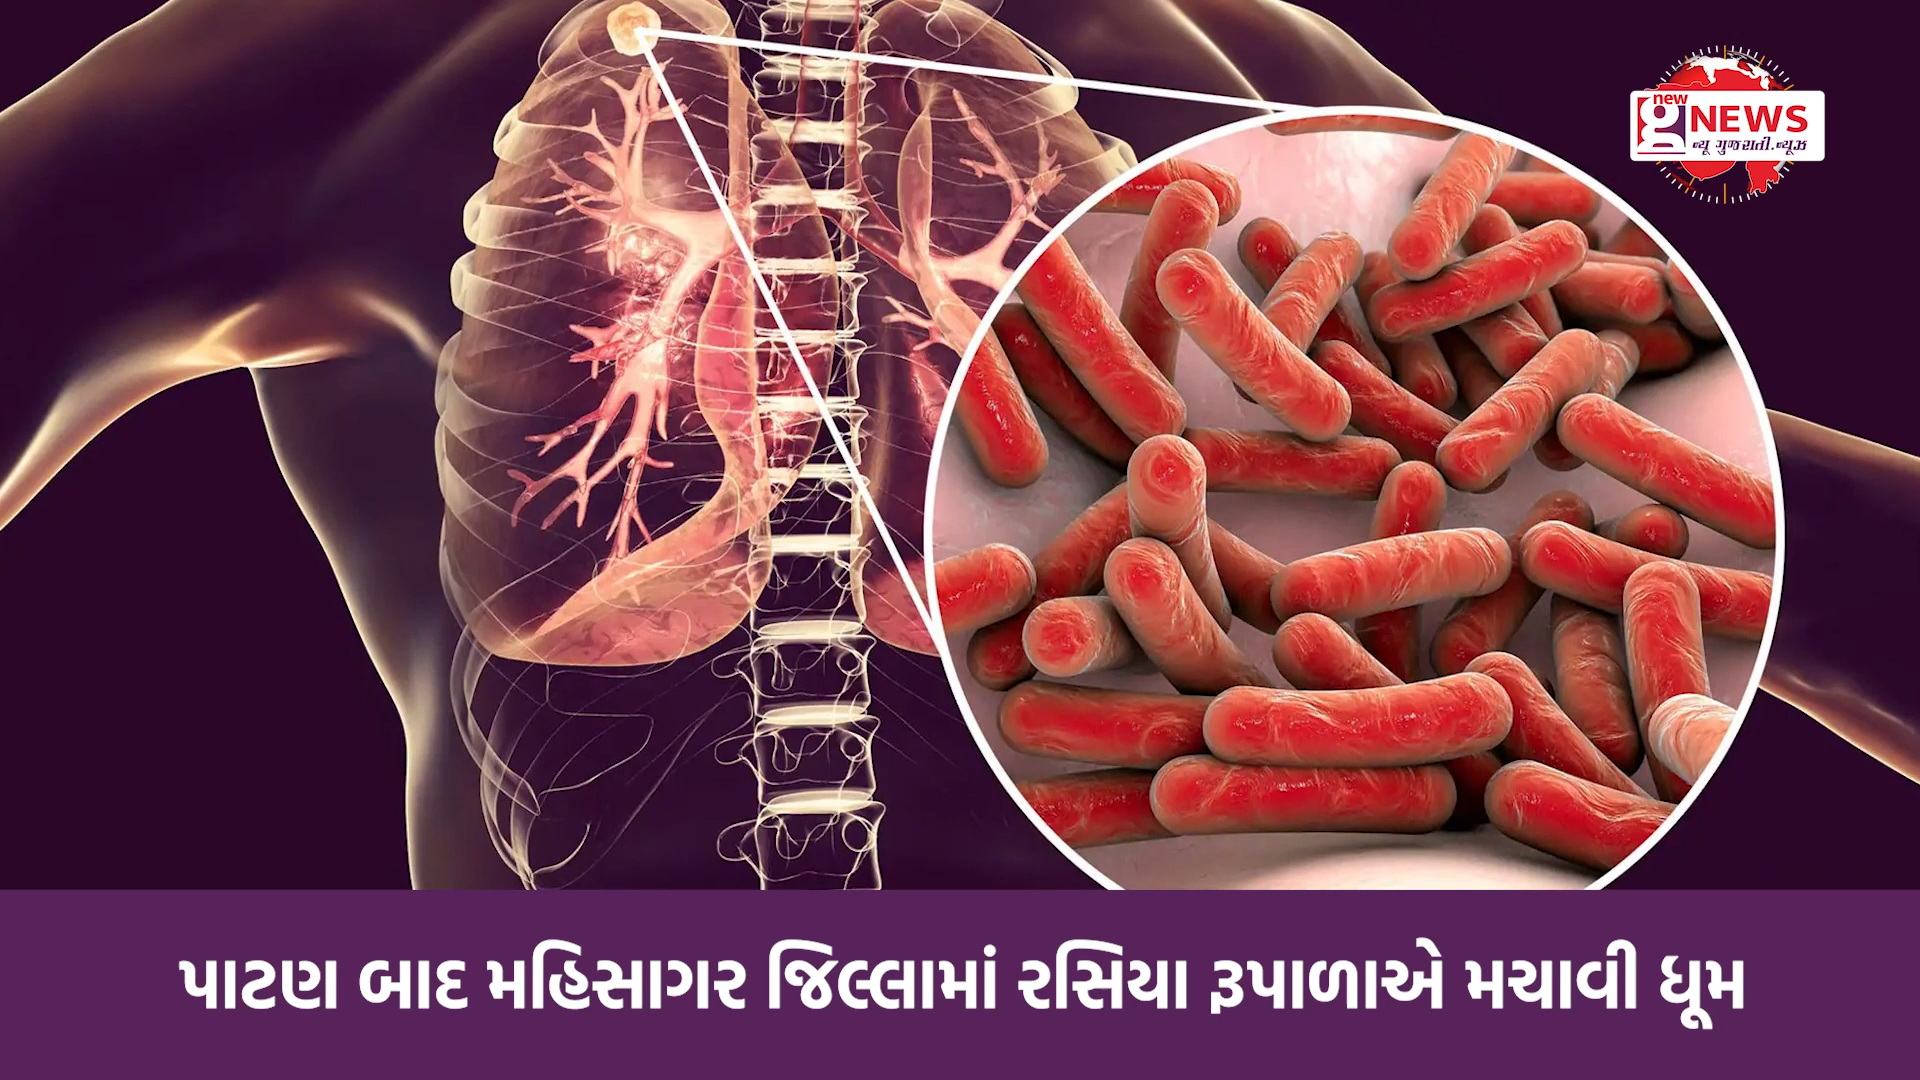 new
g NEWS
ન્યૂ ગુજરાતી.ન્યૂઝ
પાટણ બાદ મહિસાગર જિલ્લામાં રસિયા રૂપાળાએ મચાવી ધૂમ